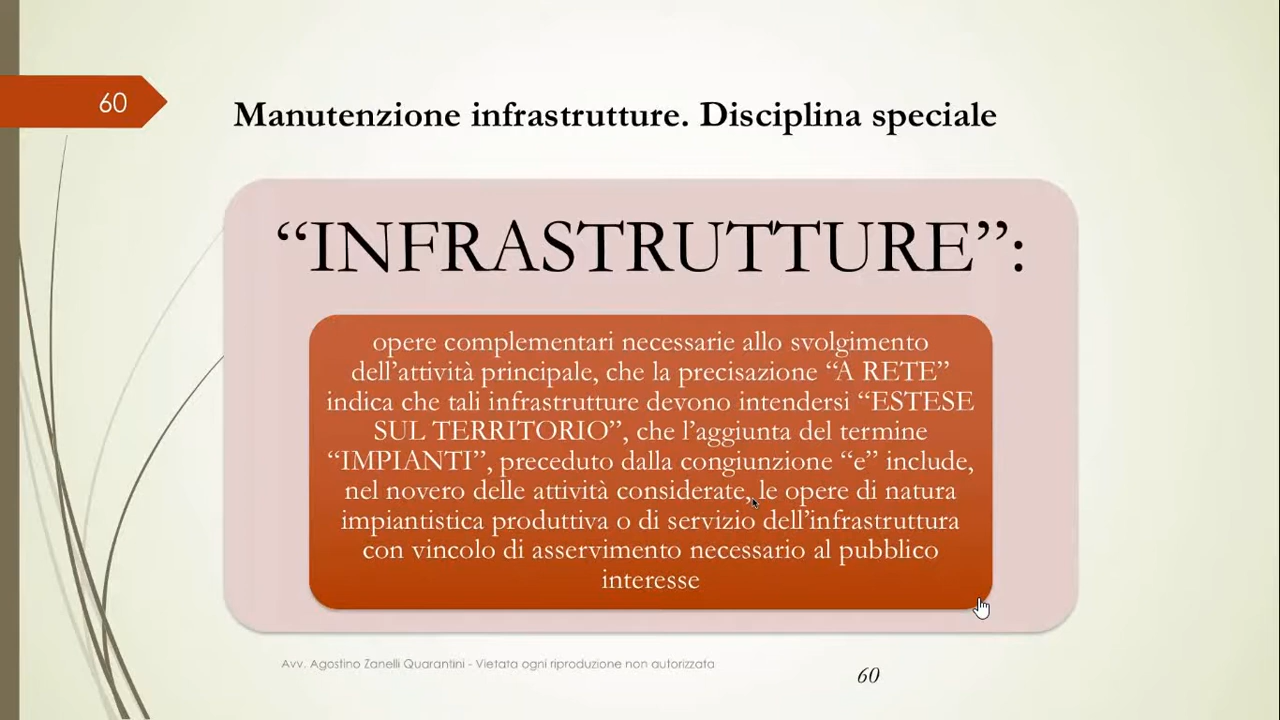 60
Manutenzione infrastrutture. Disciplina speciale
“INFRASTRUTTURE”:
opere complementari necessarie allo svolgimento
dell’attività principale, che la precisazione “A RETE”
indica che tali infrastrutture devono intendersi “ESTESE
SUL TERRITORIO”, che l’aggiunta del termine
“IMPIANTI”, preceduto dalla congiunzione “e” include,
nel novero delle attività considerate, le opere di natura
impiantistica produttiva o di servizio dell’infrastruttura
con vincolo di asservimento necessario al pubblico
interesse
Avv. Agostino Zanelli Quarantini - Vietata ogni riproduzione non autorizzata
60